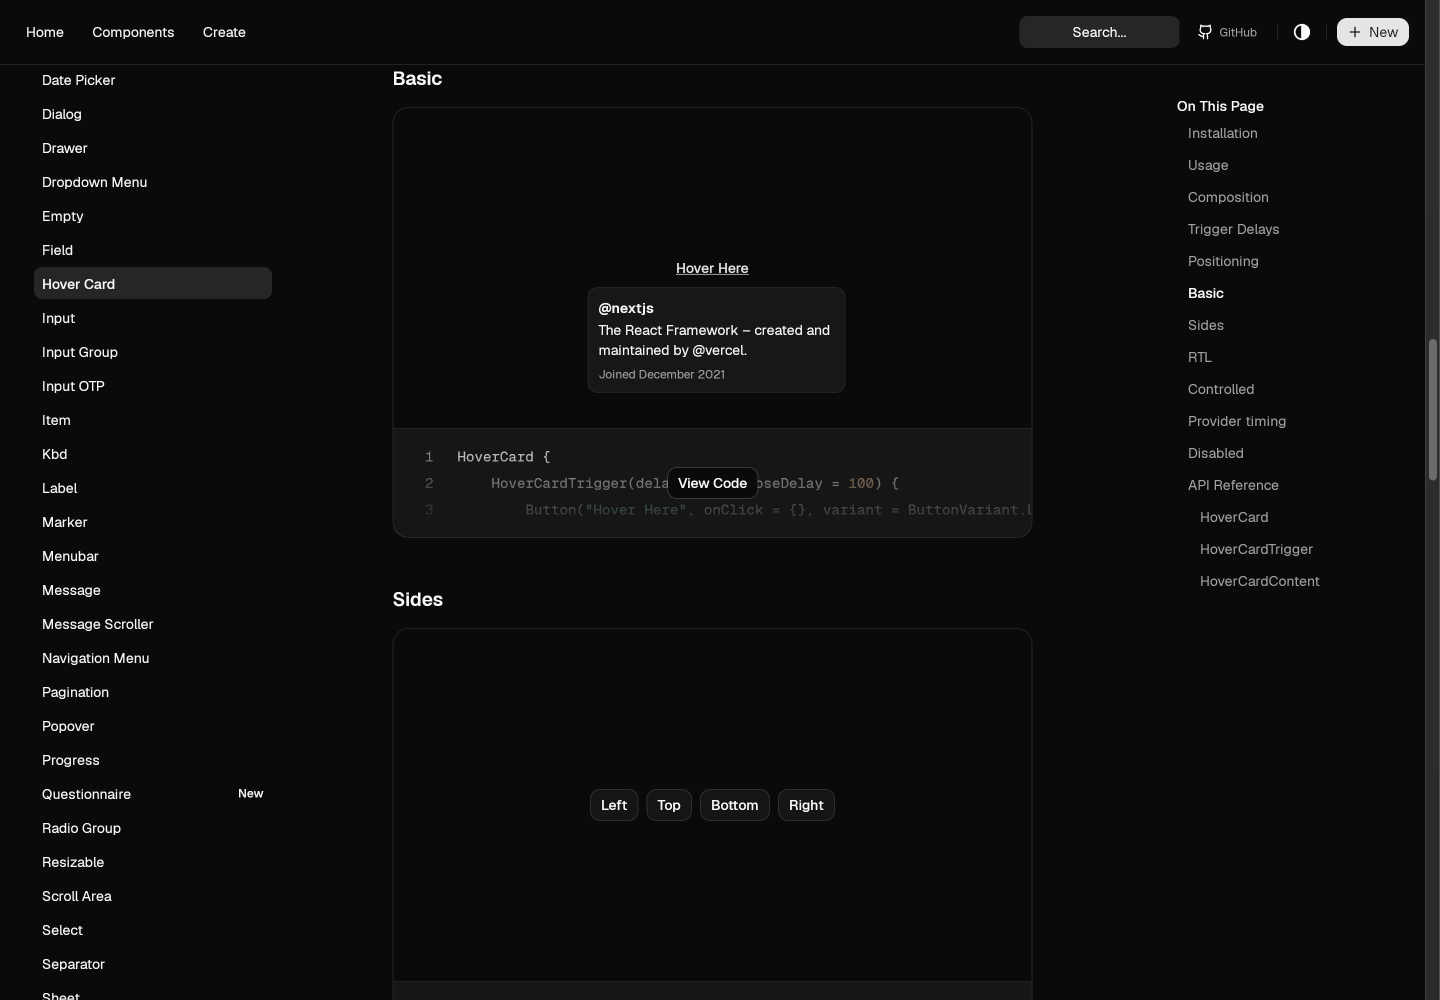 Home
Components
Create
Search...
GitHub
New
Date Picker
Dialog
Drawer
Dropdown Menu
Empty
Field
Hover Card
Input
Input Group
Input OTP
Item
Kbd
Label
Marker
Menubar
Message
Message Scroller
Navigation Menu
Pagination
Popover
Progress
Questionnaire New
Radio Group
Resizable
Scroll Area
Select
Separator
Sheet
Basic
Hover Here
@nextjs
The React Framework – created and
maintained by @vercel.
Joined December 2021
1 HoverCard {
2 HoverCardTrigger(dela
View Code
oseDelay = 100) {
3 Button("Hover Here", onClick = {}, variant = ButtonVariant.L
Sides
Left
Top
Bottom
Right
On This Page
Installation
Usage
Composition
Trigger Delays
Positioning
Basic
Sides
RTL
Controlled
Provider timing
Disabled
API Reference
HoverCard
HoverCardTrigger
HoverCardContent